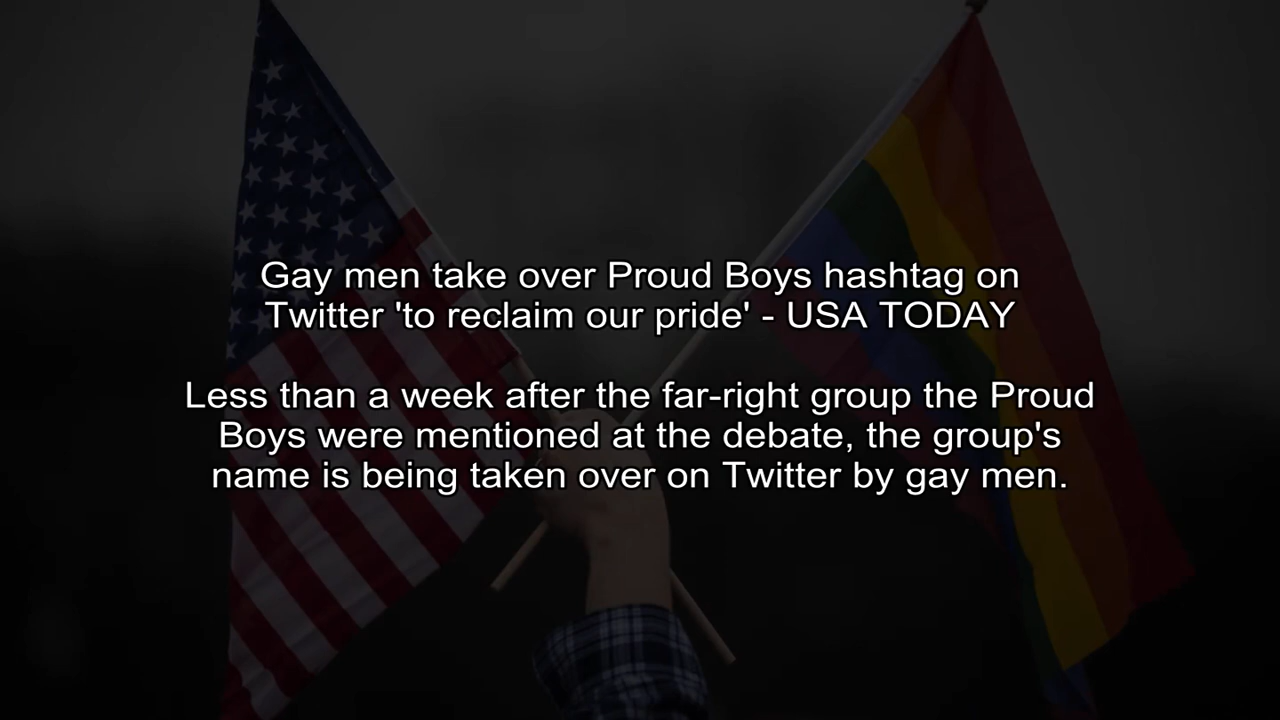 Gay men take over Proud Boys hashtag on
Twitter 'to reclaim our pride' - USA TODAY
Less than a week after the far-right group the Proud
Boys were mentioned at the debate, the group's
name is being taken over on Twitter by gay men.